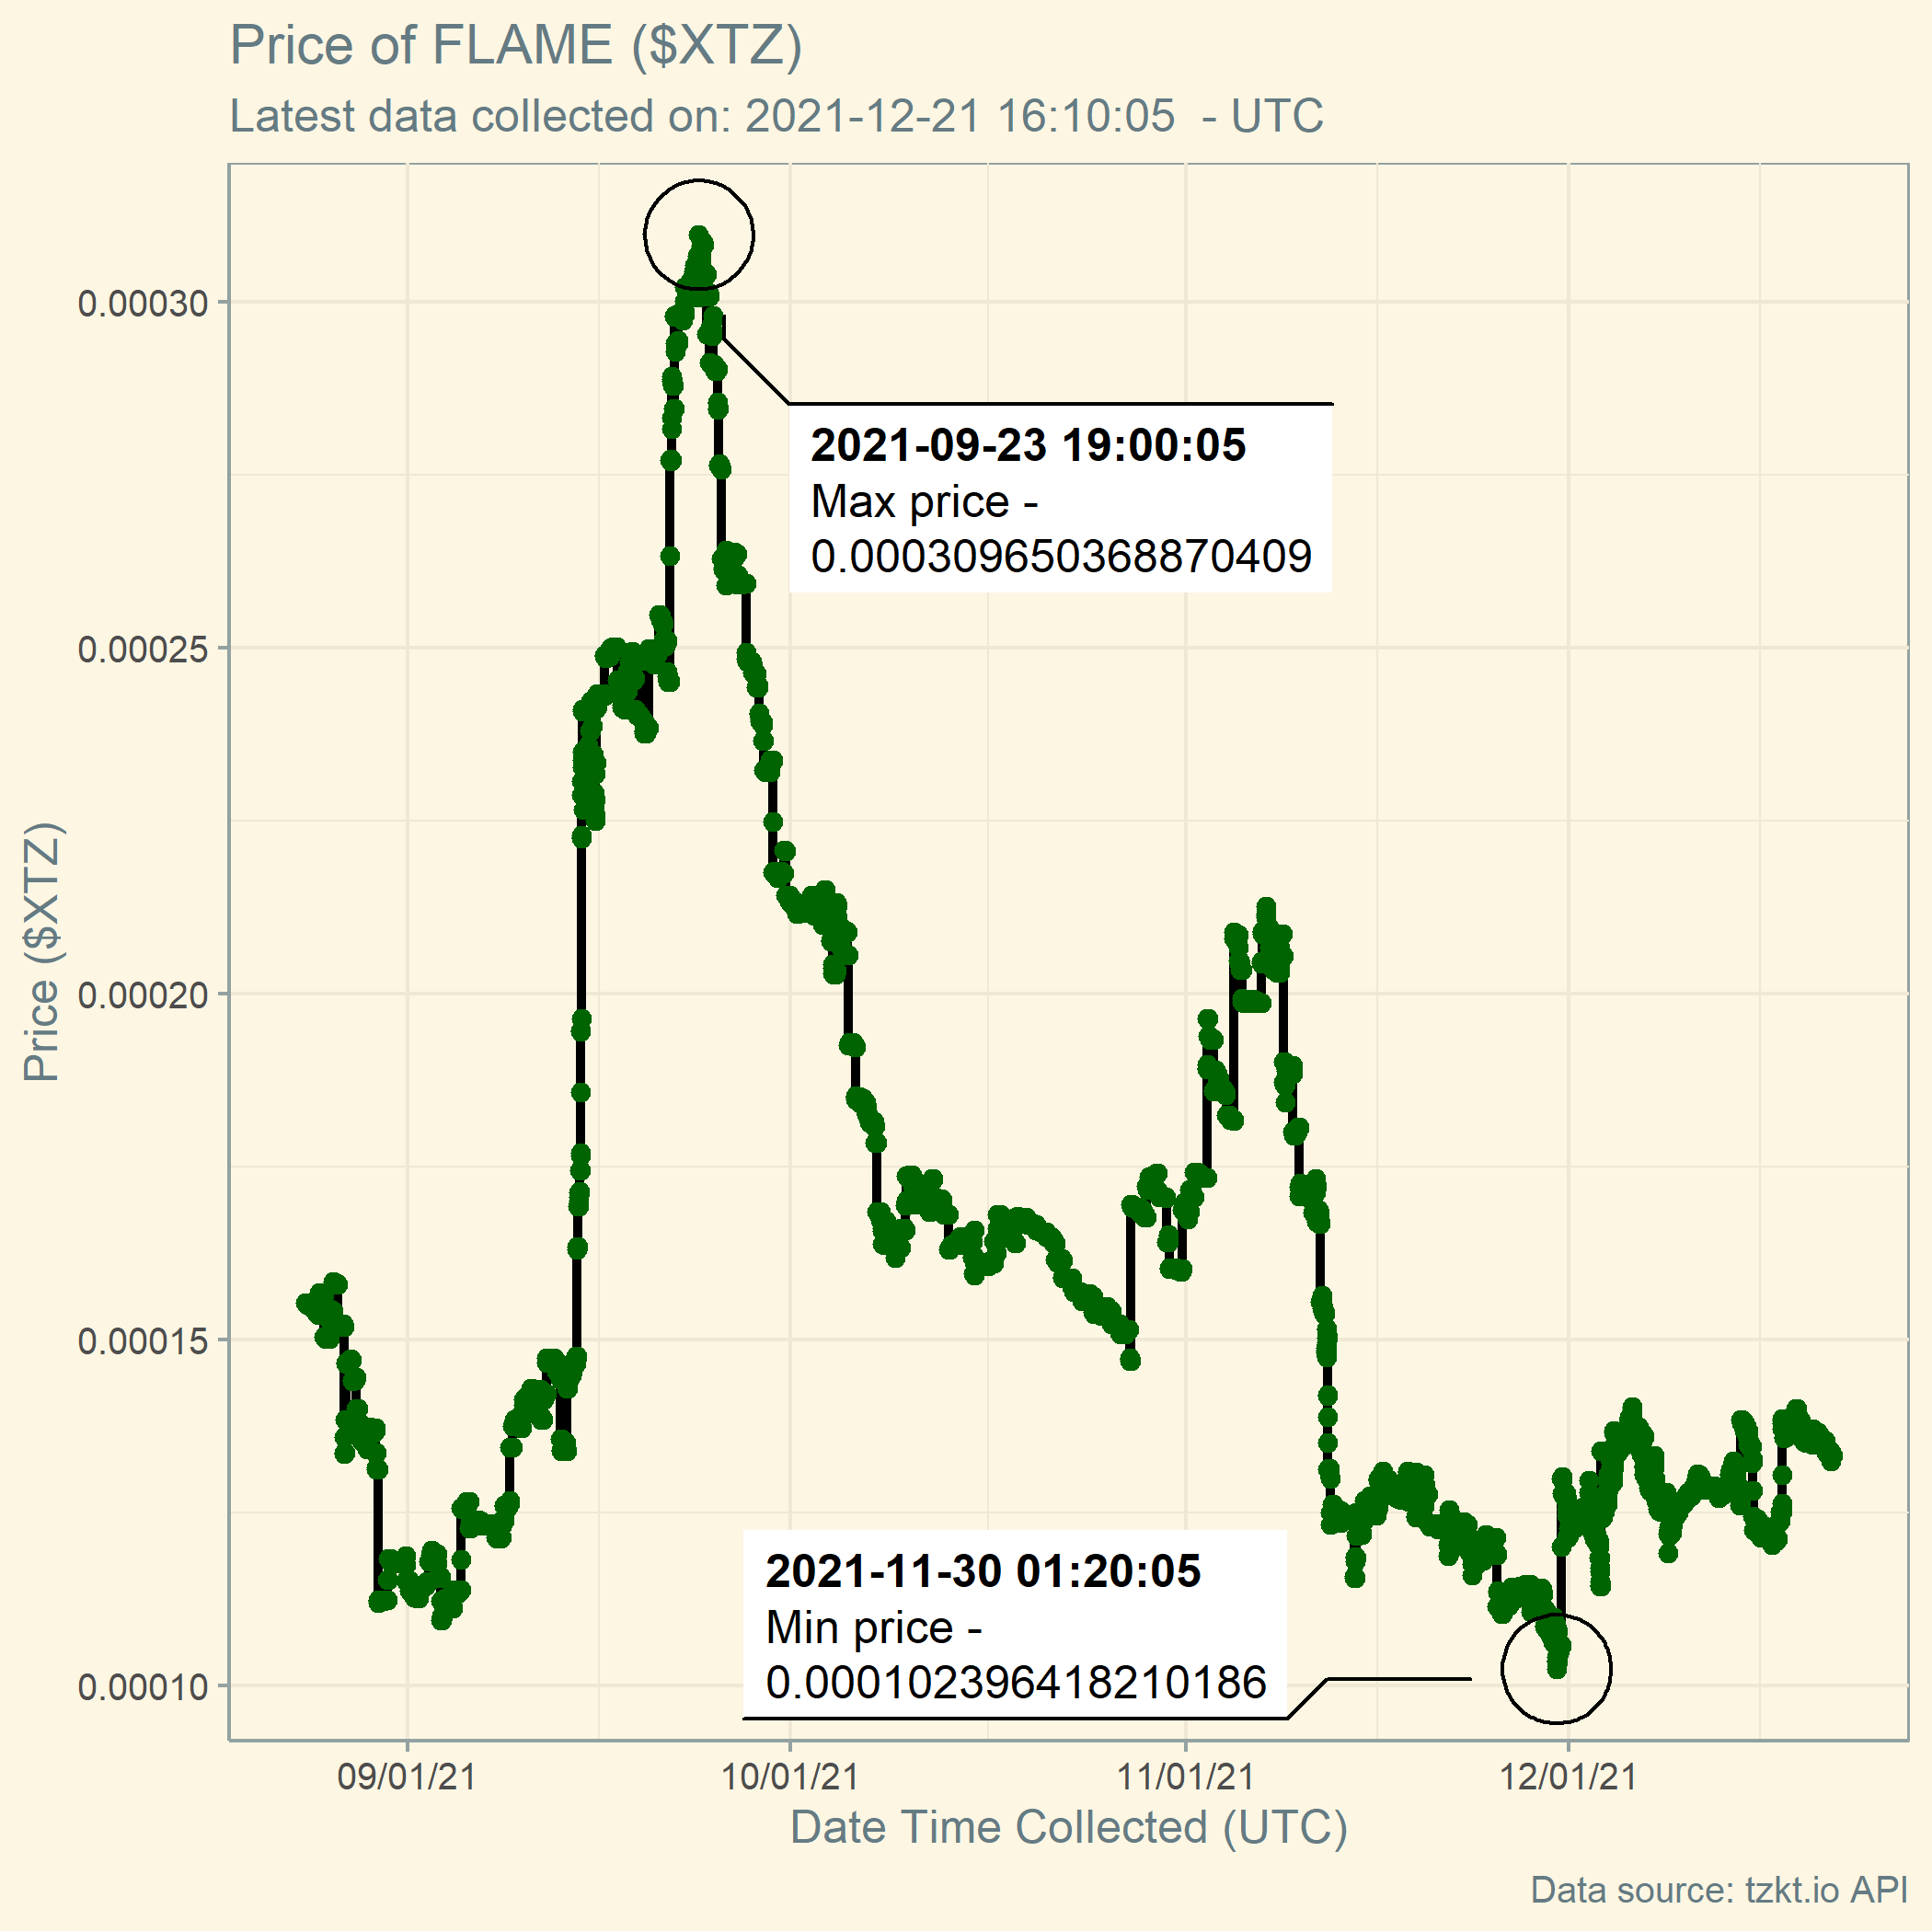 Price of FLAME ($XTZ)
Latest data collected on: 2021-12-21 16:10:05  - UTC
Price ($XTZ)
0.00030
0.00025
0.00020
0.00015
0.00010
2021-09-23 19:00:05
Max price -
0.000309650368870409
2021-11-30 01:20:05
Min price -
0.000102396418210186
09/01/21
10/01/21
11/01/21
12/01/21
Date Time Collected (UTC)
Data source: tzkt.io API